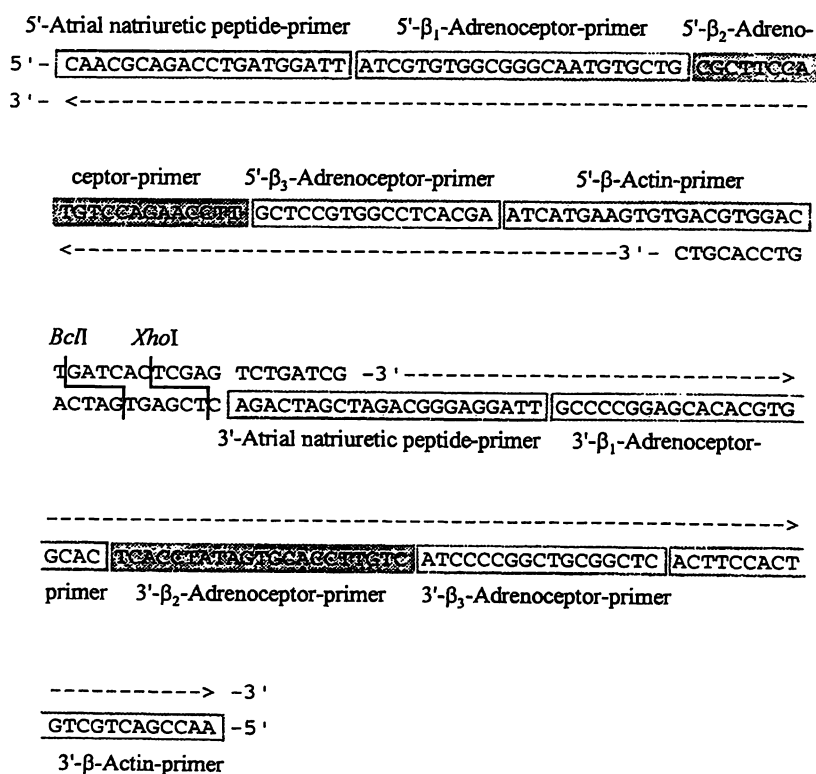 5'-Atrial natriuretic peptide-primer 5'-β₁-Adrenoceptor-primer 5'-β₂-Adreno-
5'- CAACGCAGACCTGATGGATT ATCGTGTGGCGGGCAATGTGCTG CGCTTCCA
3'- <------------------------------------------------------------
ceptor-primer 5'-β₃-Adrenoceptor-primer 5'-β-Actin-primer
TGTCCAGAACCTT GCTCCGTGGCCTCACGA ATCATGAAGTGTGACGTGGAC
<---------------------------------------------3'- CTGCACCTG
BclI XhoI
TGATCACTCGAG TCTGATCG -3'------------------------------->
ACTAGTGAGCTC AGACTAGCTAGACGGGAGGATT GCCCCGGAGCACACGTG
3'-Atrial natriuretic peptide-primer 3'-β₁-Adrenoceptor-
------------------------------------------------------------->
GCAC TCACCTATAGTGCACCTTGTC ATCCCCGGCTGCGGCTC ACTTCCACT
primer 3'-β₂-Adrenoceptor-primer 3'-β₃-Adrenoceptor-primer
------------> -3'
GTCGTCAGCCAA -5'
3'-β-Actin-primer